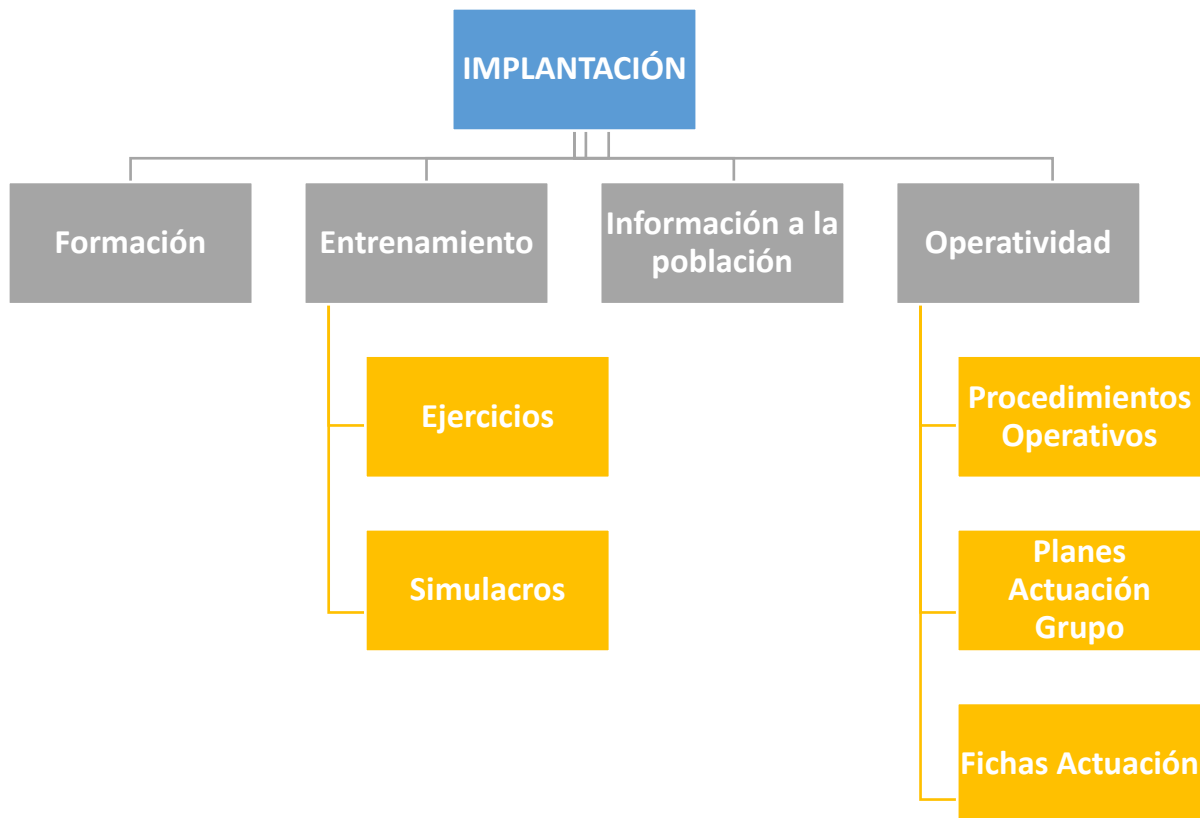 IMPLANTACIÓN
Formación
Entrenamiento
Información a la
población
Operatividad
Ejercicios
Simulacros
Procedimientos
Operativos
Planes
Actuación
Grupo
Fichas Actuación